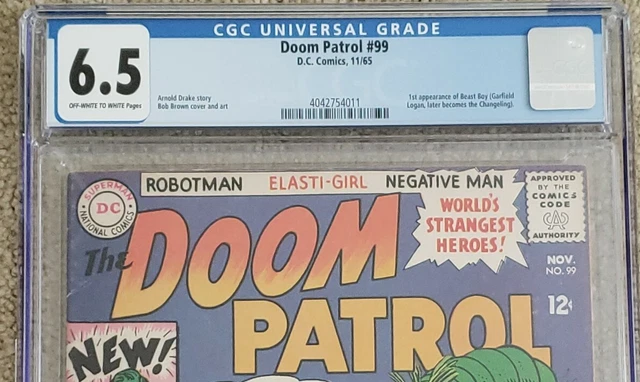 CGC UNIVERSAL GRADE
6.5
OFF-WHITE TO WHITE Pages
Doom Patrol #99
D.C. Comics, 11/65
Arnold Drake story
Bob Brown cover and art
4042754011
1st appearance of Beast Boy (Garfield
Logan, later becomes the Changeling).
SUPERMAN
DC
NATIONAL COMICS
ROBOTMAN ELASTI-GIRL NEGATIVE MAN
WORLD'S
STRANGEST
HEROES!
APPROVED
BY THE
COMICS
CODE
CA
AUTHORITY
The DOOM
PATROL
NOV.
NO. 99
12¢
NEW!